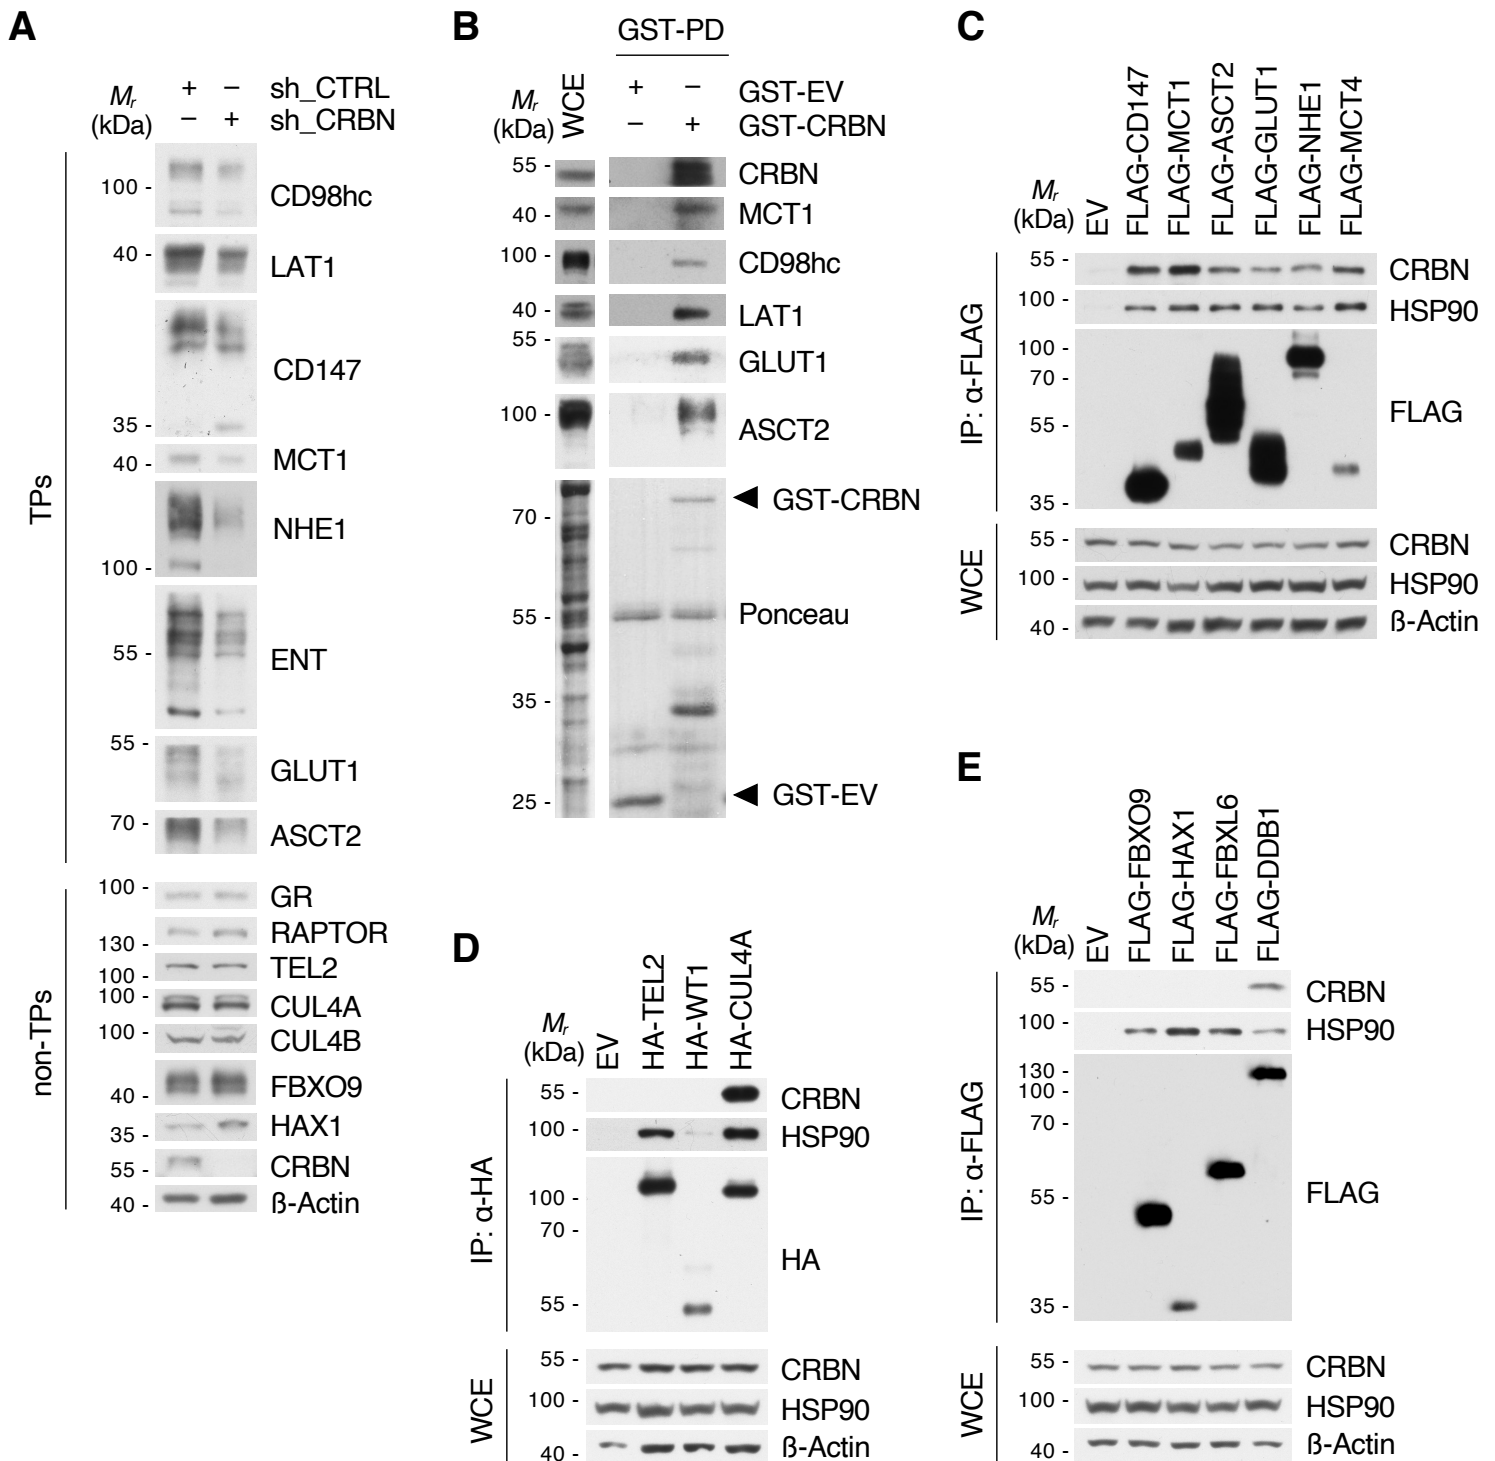 A
Mr
(kDa)
+ – sh_CTRL
– + sh_CRBN
TPs
100 -
CD98hc
40 -
LAT1
CD147
35 -
40 -
MCT1
NHE1
100 -
55 -
ENT
55 -
GLUT1
70 -
ASCT2
non-TPs
100 -
GR
RAPTOR
130 -
TEL2
100 -
100 -
CUL4A
100 -
CUL4B
FBXO9
40 -
HAX1
35 -
CRBN
55 -
ß-Actin
40 -
B
GST-PD
Mr
(kDa)
WCE
+ – GST-EV
– + GST-CRBN
55 -
CRBN
40 -
MCT1
100 -
CD98hc
40 -
LAT1
55 -
GLUT1
100 -
ASCT2
GST-CRBN
70 -
55 -
Ponceau
35 -
25 -
GST-EV
C
Mr
(kDa)
EV
FLAG-CD147
FLAG-MCT1
FLAG-ASCT2
FLAG-GLUT1
FLAG-NHE1
FLAG-MCT4
IP: α-FLAG
55 -
CRBN
100 -
HSP90
100 -
70 -
55 -
35 -
FLAG
WCE
55 -
CRBN
100 -
HSP90
40 -
ß-Actin
D
Mr
(kDa)
EV
HA-TEL2
HA-WT1
HA-CUL4A
IP: α-HA
55 -
CRBN
100 -
HSP90
100 -
70 -
55 -
HA
WCE
55 -
CRBN
100 -
HSP90
40 -
ß-Actin
E
Mr
(kDa)
EV
FLAG-FBXO9
FLAG-HAX1
FLAG-FBXL6
FLAG-DDB1
IP: α-FLAG
55 -
CRBN
100 -
HSP90
130 -
100 -
70 -
55 -
35 -
FLAG
WCE
55 -
CRBN
100 -
HSP90
40 -
ß-Actin